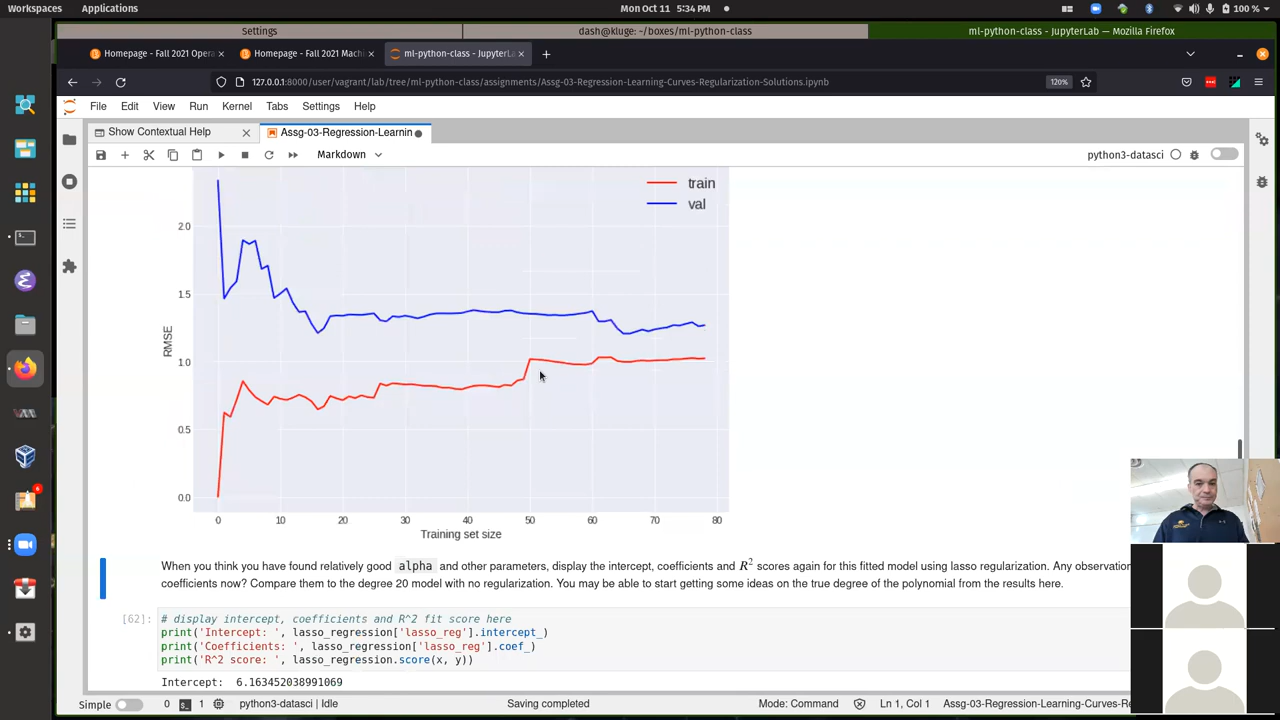 Workspaces Applications Mon Oct 11 5:34 PM 100 %
Settings dash@kluge: ~/boxes/ml-python-class ml-python-class - JupyterLab — Mozilla Firefox
Homepage - Fall 2021 Opera Homepage - Fall 2021 Machi ml-python-class - JupyterLa
127.0.0.1:8000/user/vagrant/lab/tree/ml-python-class/assignments/Assg-03-Regression-Learning-Curves-Regularization-Solutions.ipynb 120%
File Edit View Run Kernel Tabs Settings Help
Show Contextual Help Assg-03-Regression-Learnin
Markdown python3-datasci
train
val
2.0
1.5
1.0
0.5
0.0
RMSE
0 10 20 30 40 50 60 70 80
Training set size
When you think you have found relatively good alpha and other parameters, display the intercept, coefficients and R² scores again for this fitted model using lasso regularization. Any observation
coefficients now? Compare them to the degree 20 model with no regularization. You may be able to start getting some ideas on the true degree of the polynomial from the results here.
[62]: # display intercept, coefficients and R^2 fit score here
print('Intercept: ', lasso_regression['lasso_reg'].intercept_)
print('Coefficients: ', lasso_regression['lasso_reg'].coef_)
print('R^2 score: ', lasso_regression.score(x, y))
Intercept: 6.163452038991069
Simple 0 1 python3-datasci | Idle Saving completed Mode: Command Ln 1, Col 1 Assg-03-Regression-Learning-Curves-Re